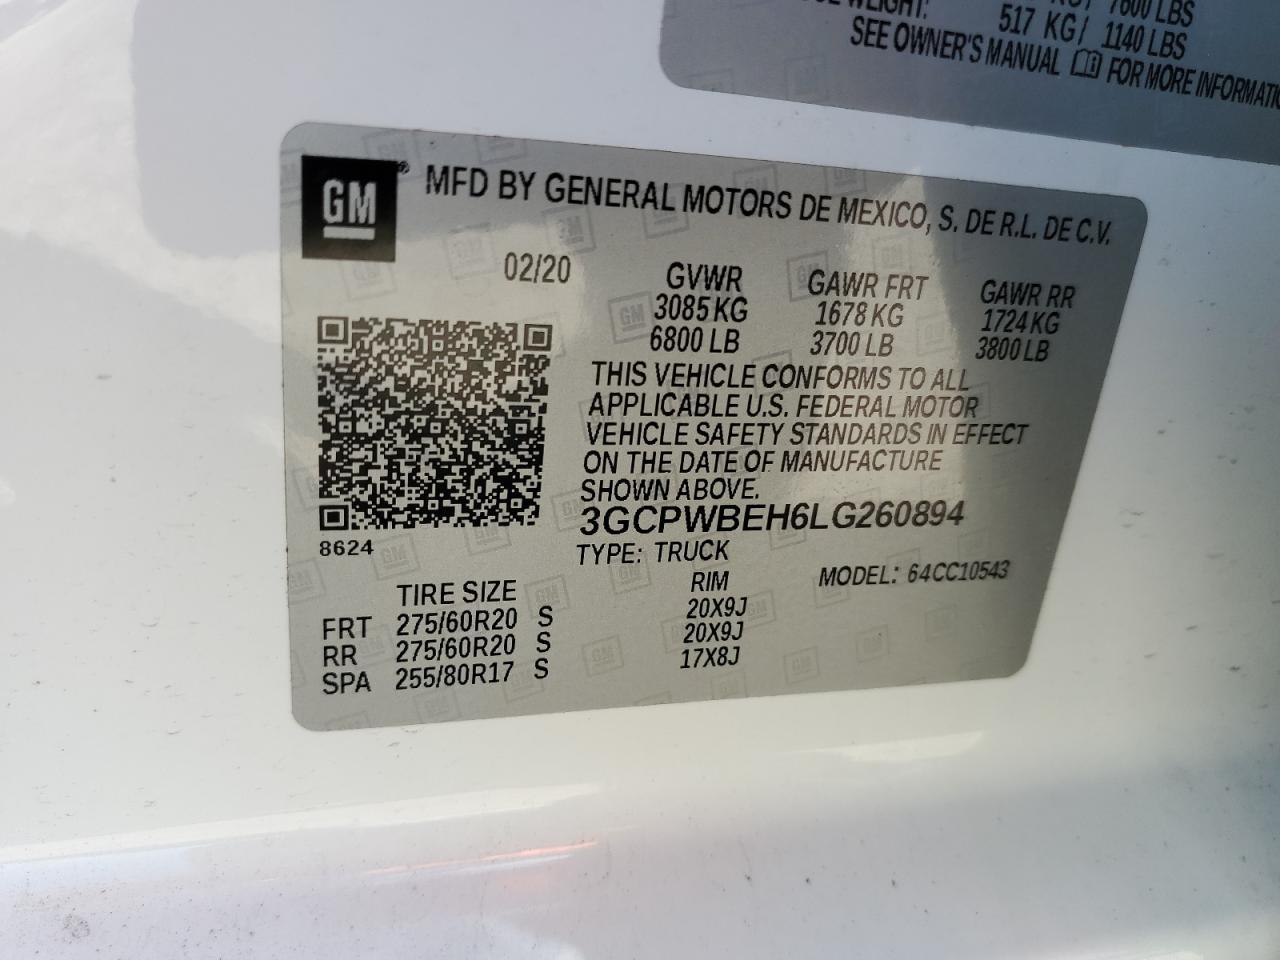 7600 LBS
517 KG/ 1140 LBS
SEE OWNER'S MANUAL FOR MORE
GM ® MFD BY GENERAL MOTORS DE MEXICO, S. DE R.L. DE C.V.
02/20 GVWR GAWR FRT GAWR RR
3085 KG 1678 KG 1724 KG
6800 LB 3700 LB 3800 LB
THIS VEHICLE CONFORMS TO ALL
APPLICABLE U.S. FEDERAL MOTOR
VEHICLE SAFETY STANDARDS IN EFFECT
ON THE DATE OF MANUFACTURE
SHOWN ABOVE.
3GCPWBEH6LG260894
8624 TYPE: TRUCK
MODEL: 64CC10543
TIRE SIZE RIM
FRT 275/60R20 S 20X9J
RR 275/60R20 S 20X9J
SPA 255/80R17 S 17X8J